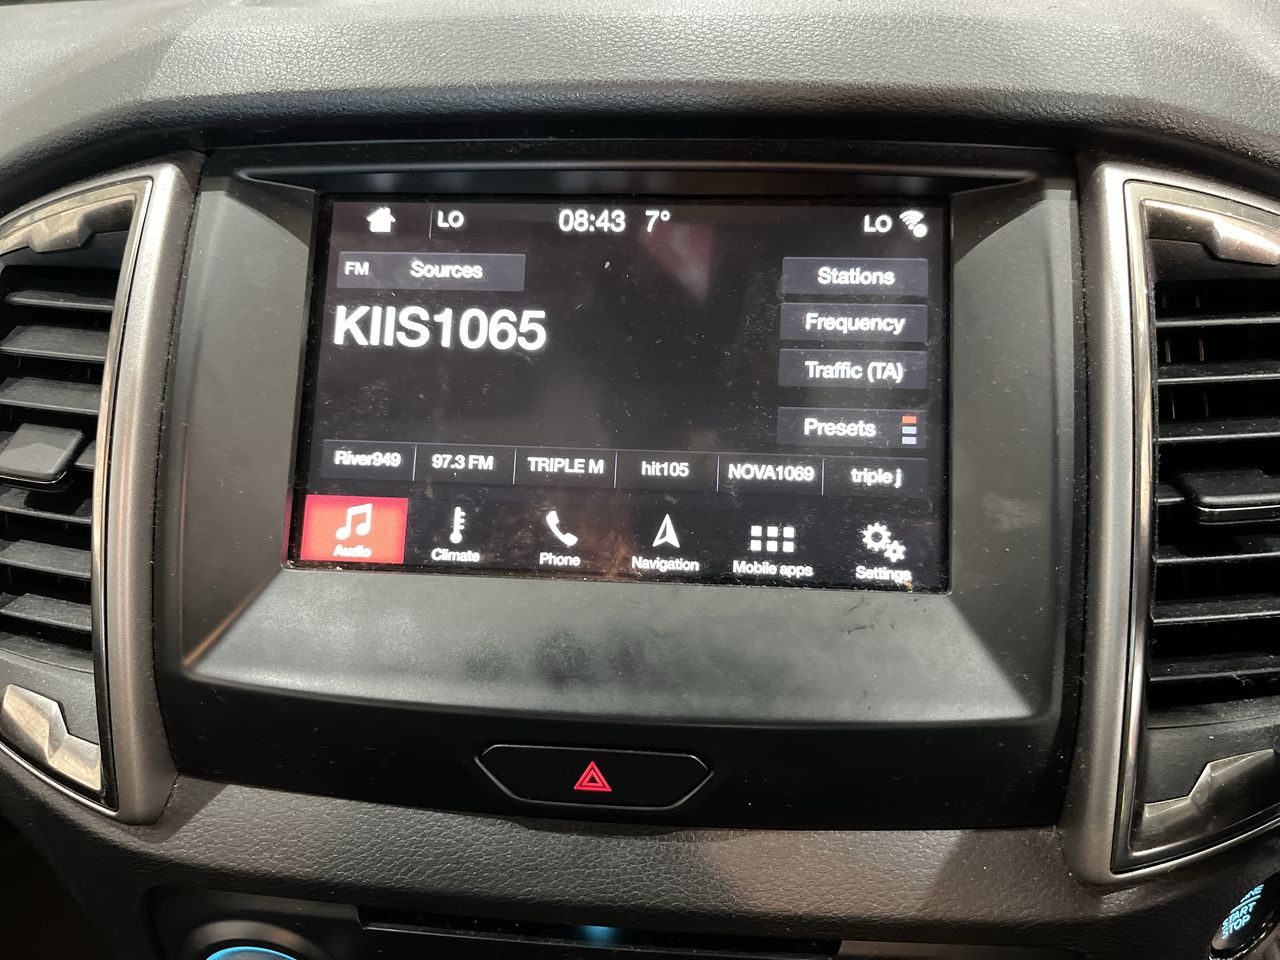 LO 08:43 7° LO
FM Sources
Stations
KIIS1065
Frequency
Traffic (TA)
Presets
River949 97.3 FM TRIPLE M hit105 NOVA1069 triple j
Audio Climate Phone Navigation Mobile apps Settings
START
STOP